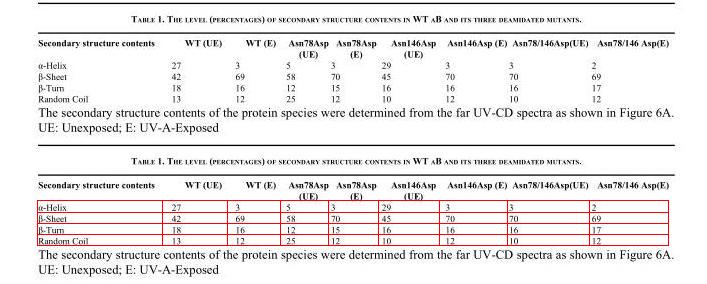 TABLE 1. THE LEVEL (PERCENTAGES) OF SECONDARY STRUCTURE CONTENTS IN WT αB AND ITS THREE DEAMIDATED MUTANTS.
Secondary structure contents WT (UE) WT (E) Asn78Asp (UE) Asn78Asp (E) Asn146Asp (UE) Asn146Asp (E) Asn78/146Asp(UE) Asn78/146 Asp(E)
α-Helix 27 3 5 3 29 3 3 2
β-Sheet 42 69 58 70 45 70 70 69
β-Turn 18 16 12 15 16 16 16 17
Random Coil 13 12 25 12 10 12 10 12
The secondary structure contents of the protein species were determined from the far UV-CD spectra as shown in Figure 6A.
UE: Unexposed; E: UV-A-Exposed
TABLE 1. THE LEVEL (PERCENTAGES) OF SECONDARY STRUCTURE CONTENTS IN WT αB AND ITS THREE DEAMIDATED MUTANTS.
Secondary structure contents WT (UE) WT (E) Asn78Asp (UE) Asn78Asp (E) Asn146Asp (UE) Asn146Asp (E) Asn78/146Asp(UE) Asn78/146 Asp(E)
α-Helix 27 3 5 3 29 3 3 2
β-Sheet 42 69 58 70 45 70 70 69
β-Turn 18 16 12 15 16 16 16 17
Random Coil 13 12 25 12 10 12 10 12
The secondary structure contents of the protein species were determined from the far UV-CD spectra as shown in Figure 6A.
UE: Unexposed; E: UV-A-Exposed